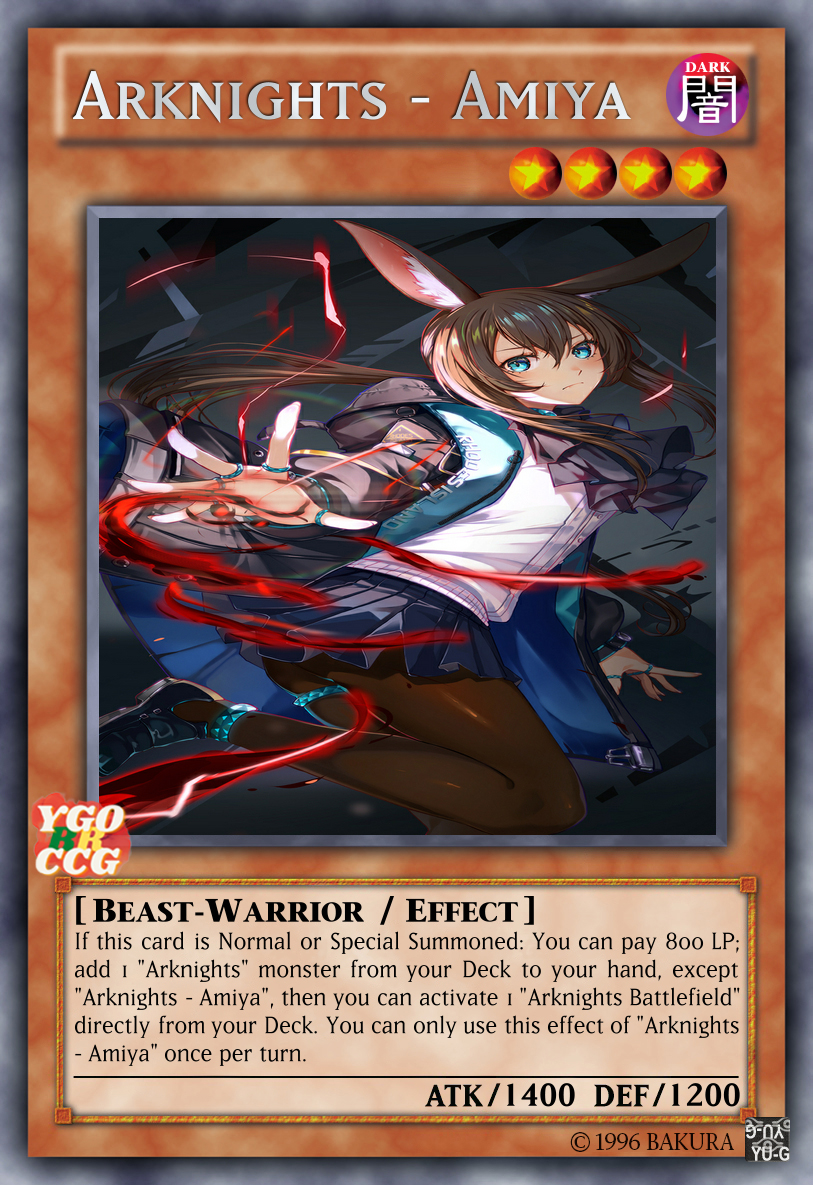 Arknights - Amiya
DARK
闇
YGO
RR
CCG
[ Beast-Warrior / Effect ]
If this card is Normal or Special Summoned: You can pay 800 LP;
add 1 "Arknights" monster from your Deck to your hand, except
"Arknights - Amiya", then you can activate 1 "Arknights Battlefield"
directly from your Deck. You can only use this effect of "Arknights
- Amiya" once per turn.
ATK/1400 DEF/1200
© 1996 BAKURA
YU-G